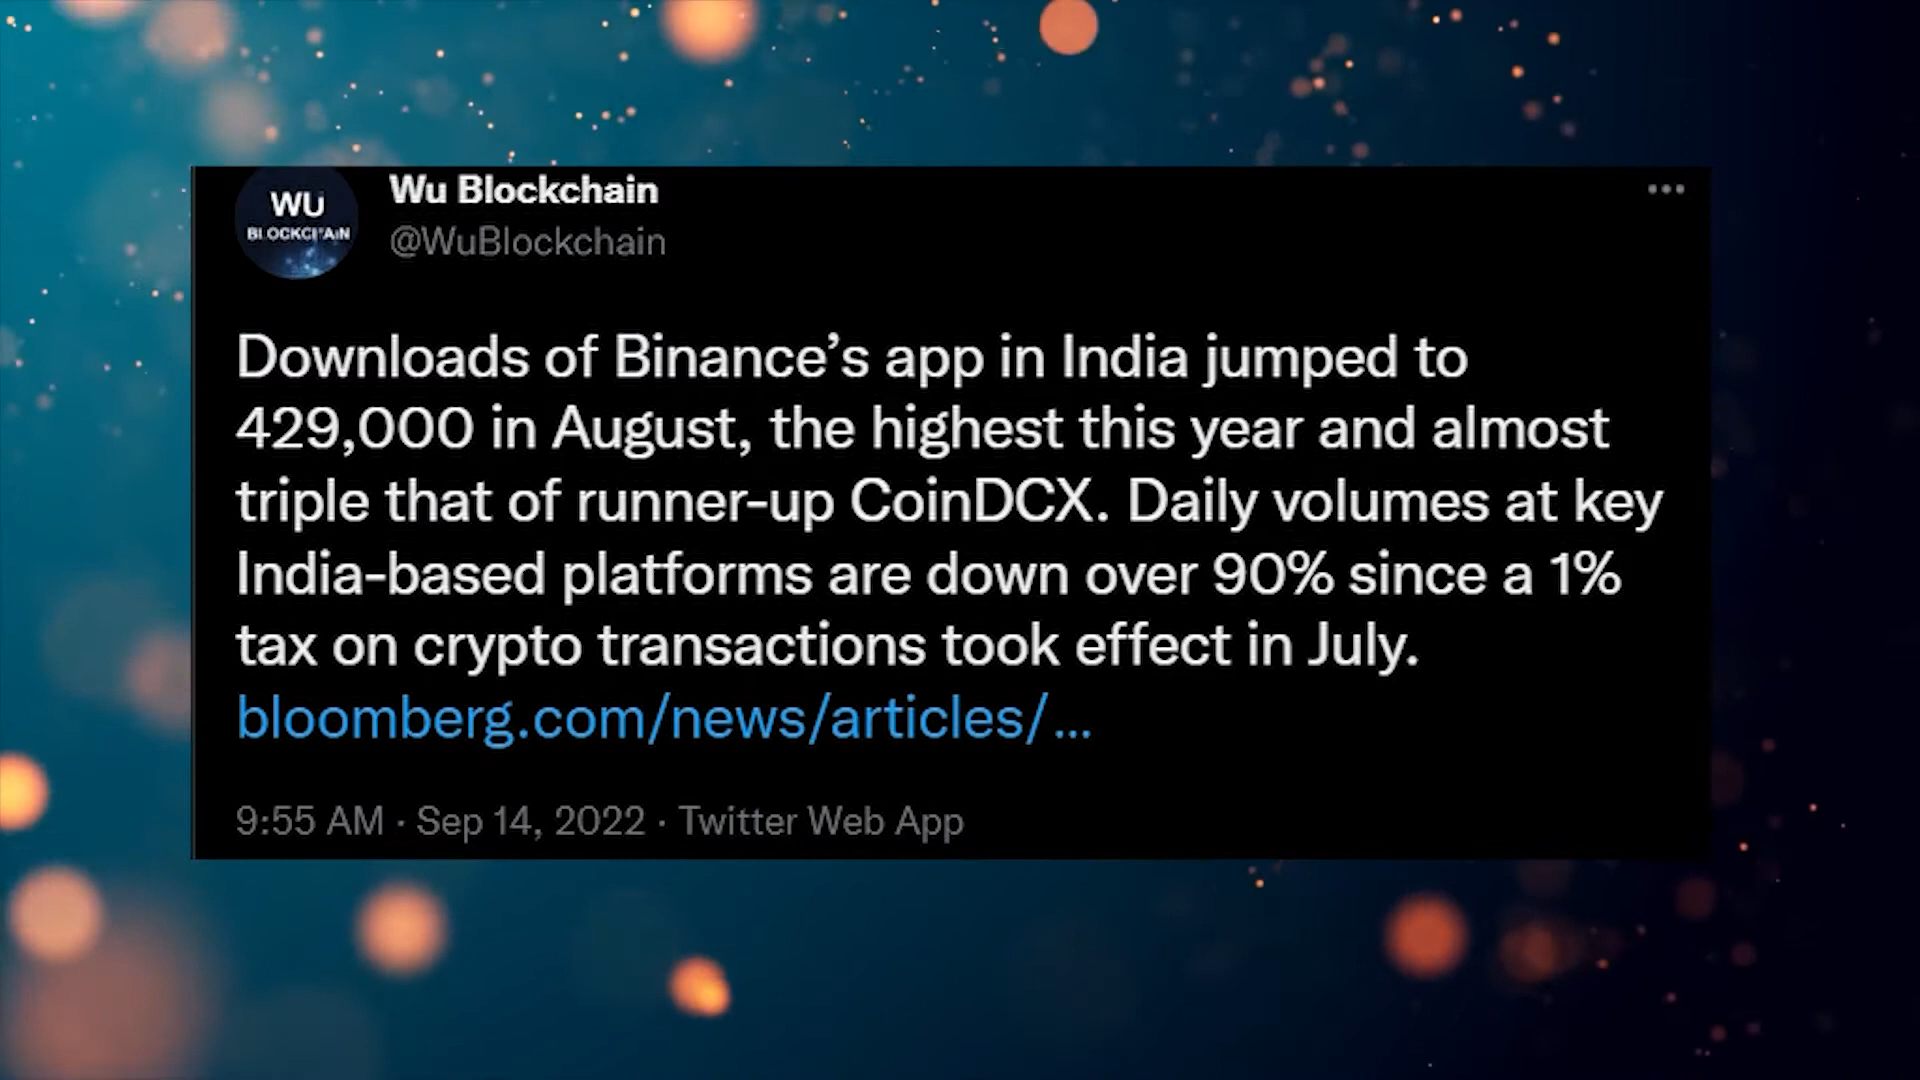 WU
BLOCKCHAIN
Wu Blockchain
@WuBlockchain
Downloads of Binance’s app in India jumped to
429,000 in August, the highest this year and almost
triple that of runner-up CoinDCX. Daily volumes at key
India-based platforms are down over 90% since a 1%
tax on crypto transactions took effect in July.
bloomberg.com/news/articles/…
9:55 AM · Sep 14, 2022 · Twitter Web App